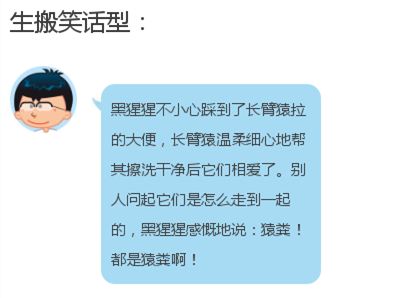 生搬笑话型：
黑猩猩不小心踩到了长臂猿拉
的大便，长臂猿温柔细心地帮
其擦洗干净后它们相爱了。别
人问起它们是怎么走到一起
的，黑猩猩感慨地说：猿粪！
都是猿粪啊！